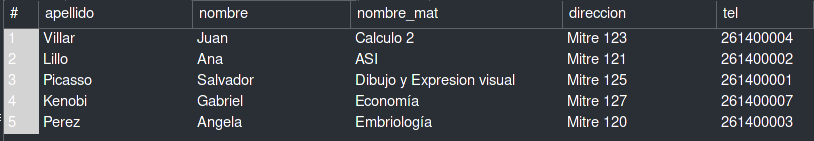 # apellido nombre nombre_mat direccion tel
1 Villar Juan Calculo 2 Mitre 123 261400004
2 Lillo Ana ASI Mitre 121 261400002
3 Picasso Salvador Dibujo y Expresion visual Mitre 125 261400001
4 Kenobi Gabriel Economía Mitre 127 261400007
5 Perez Angela Embriología Mitre 120 261400003